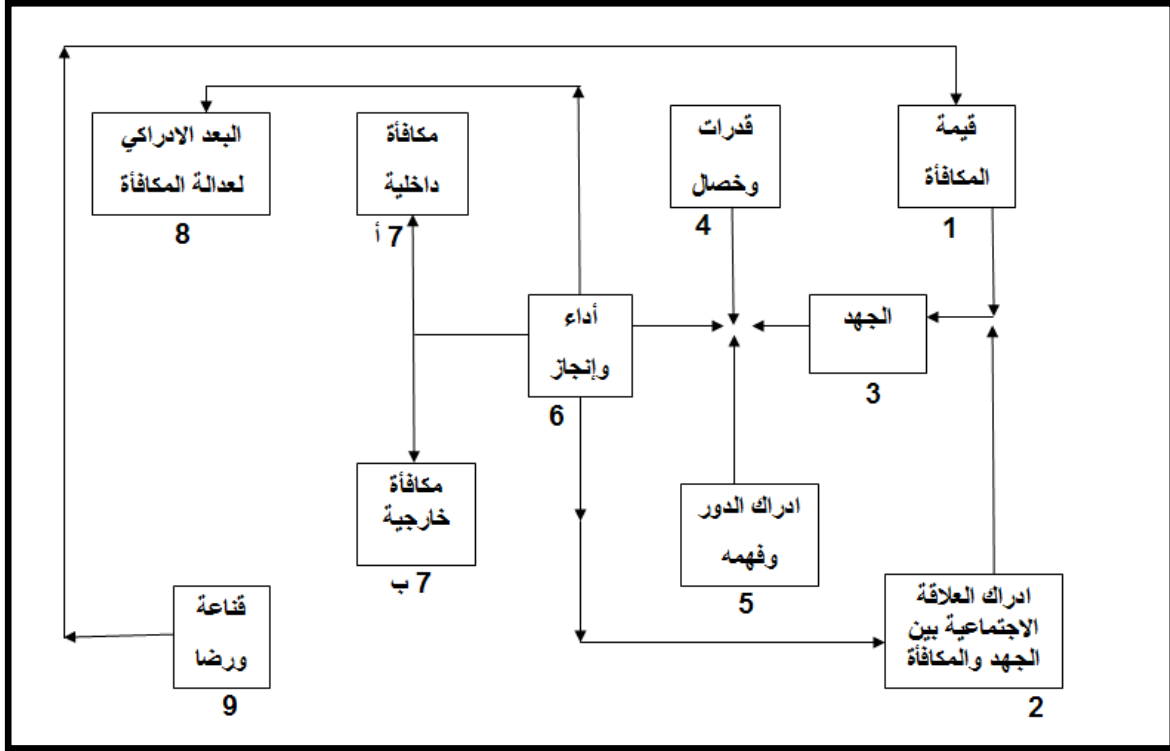 قيمة
المكافأة
1
قدرات
وخصال
4
مكافأة
داخلية
7 أ
البعد الادراكي
لعدالة المكافأة
8
الجهد
3
أداء
وإنجاز
6
مكافأة
خارجية
7 ب
ادراك الدور
وفهمه
5
ادراك العلاقة
الاجتماعية بين
الجهد والمكافأة
2
قناعة
ورضا
9